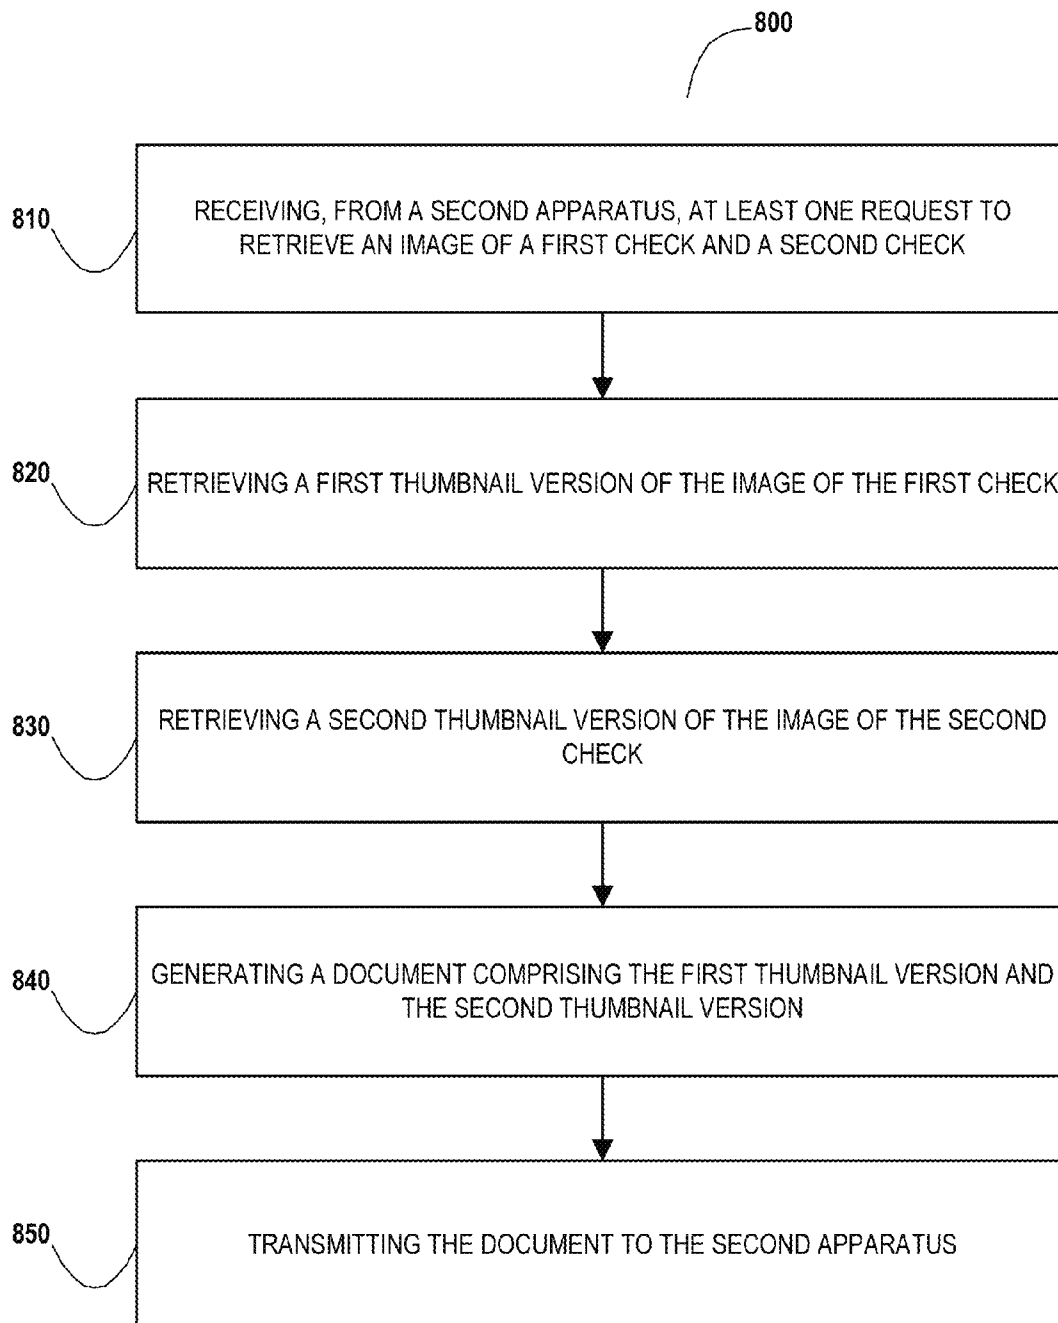 800
810
RECEIVING, FROM A SECOND APPARATUS, AT LEAST ONE REQUEST TO
RETRIEVE AN IMAGE OF A FIRST CHECK AND A SECOND CHECK
820
RETRIEVING A FIRST THUMBNAIL VERSION OF THE IMAGE OF THE FIRST CHECK
830
RETRIEVING A SECOND THUMBNAIL VERSION OF THE IMAGE OF THE SECOND
CHECK
840
GENERATING A DOCUMENT COMPRISING THE FIRST THUMBNAIL VERSION AND
THE SECOND THUMBNAIL VERSION
850
TRANSMITTING THE DOCUMENT TO THE SECOND APPARATUS